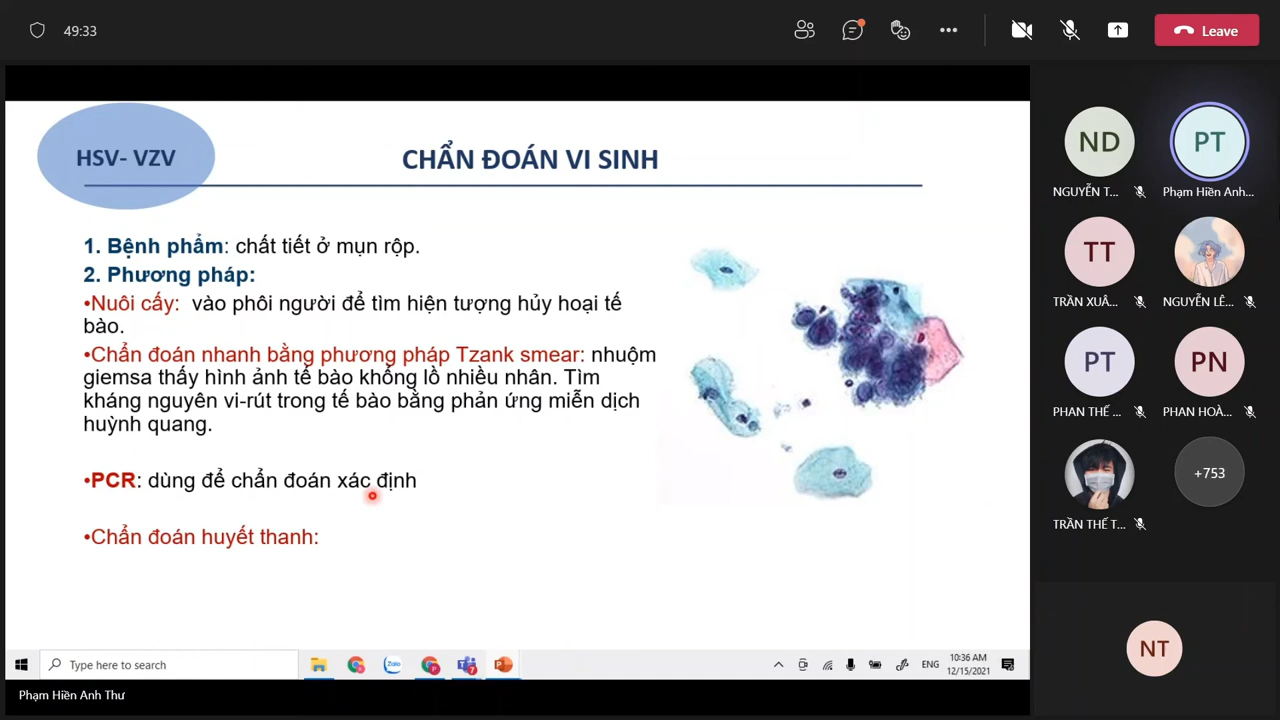 49:33
Leave
HSV- VZV
CHẨN ĐOÁN VI SINH
1. Bệnh phẩm: chất tiết ở mụn rộp.
2. Phương pháp:
•Nuôi cấy: vào phôi người để tìm hiện tượng hủy hoại tế
bào.
•Chẩn đoán nhanh bằng phương pháp Tzank smear: nhuộm
giemsa thấy hình ảnh tế bào khổng lồ nhiều nhân. Tìm
kháng nguyên vi-rút trong tế bào bằng phản ứng miễn dịch
huỳnh quang.
•PCR: dùng để chẩn đoán xác định
•Chẩn đoán huyết thanh:
ND
PT
NGUYỄN T...
Phạm Hiền Anh...
TT
TRẦN XUÂ...
NGUYỄN LÊ...
PT
PN
PHAN THẾ ...
PHAN HOÀ...
+753
TRẦN THẾ T...
NT
Type here to search
Zalo
ENG
10:36 AM
12/15/2021
Phạm Hiền Anh Thư